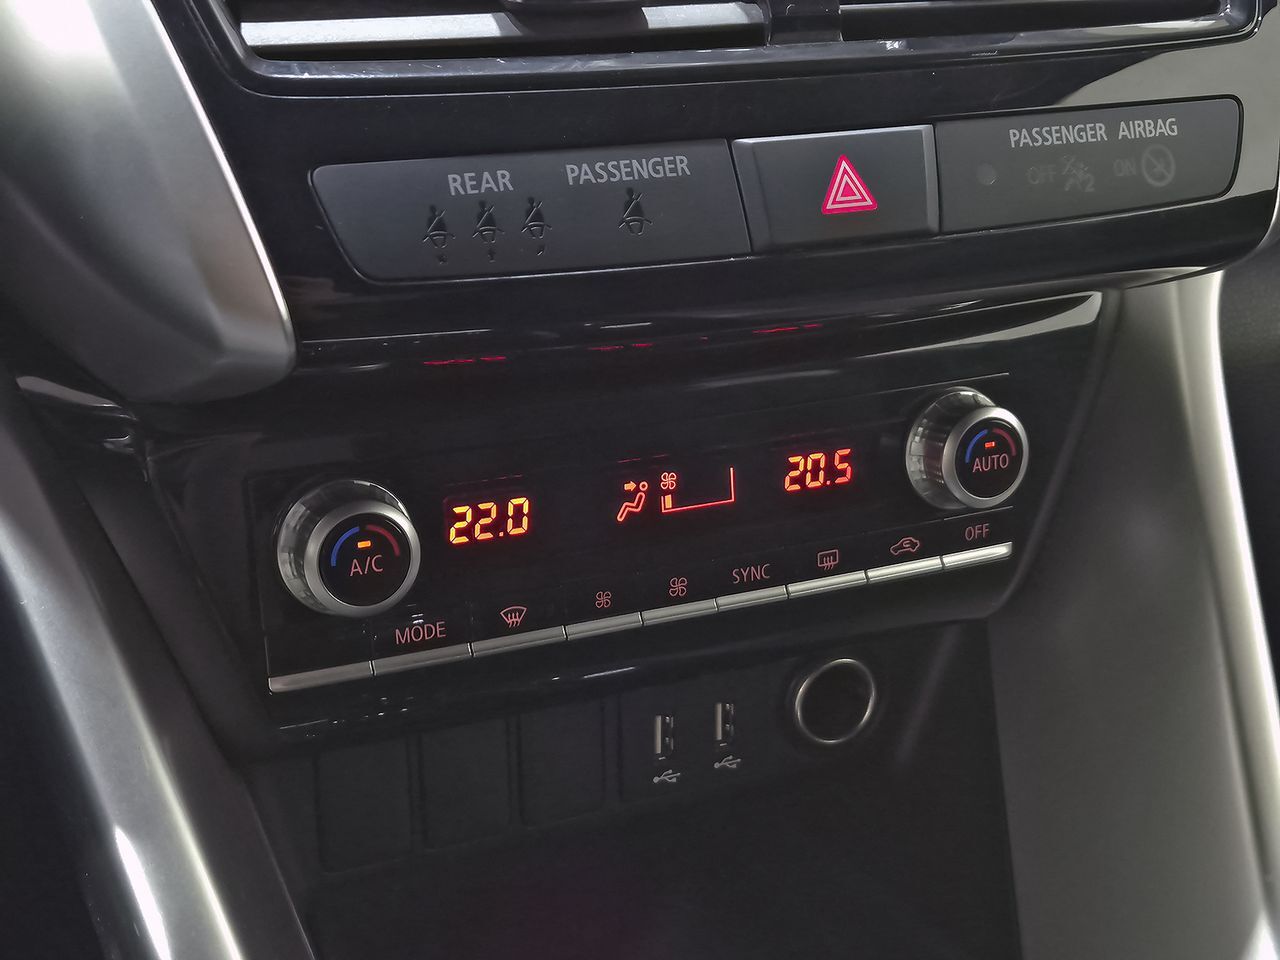 REAR PASSENGER
PASSENGER AIRBAG
OFF ON
22.0 20.5
AUTO
A/C
MODE SYNC OFF